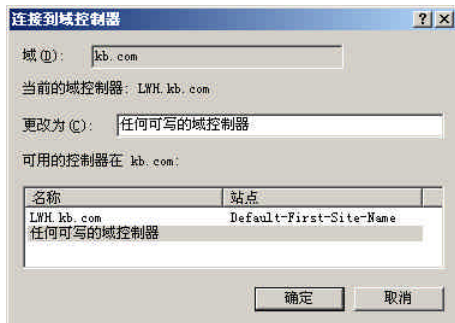 连接到域控制器
域(D): kb.com
当前的域控制器: LWH.kb.com
更改为(C): 任何可写的域控制器
可用的控制器在 kb.com:
名称 站点
LWH.kb.com Default-First-Site-Name
任何可写的域控制器
确定 取消